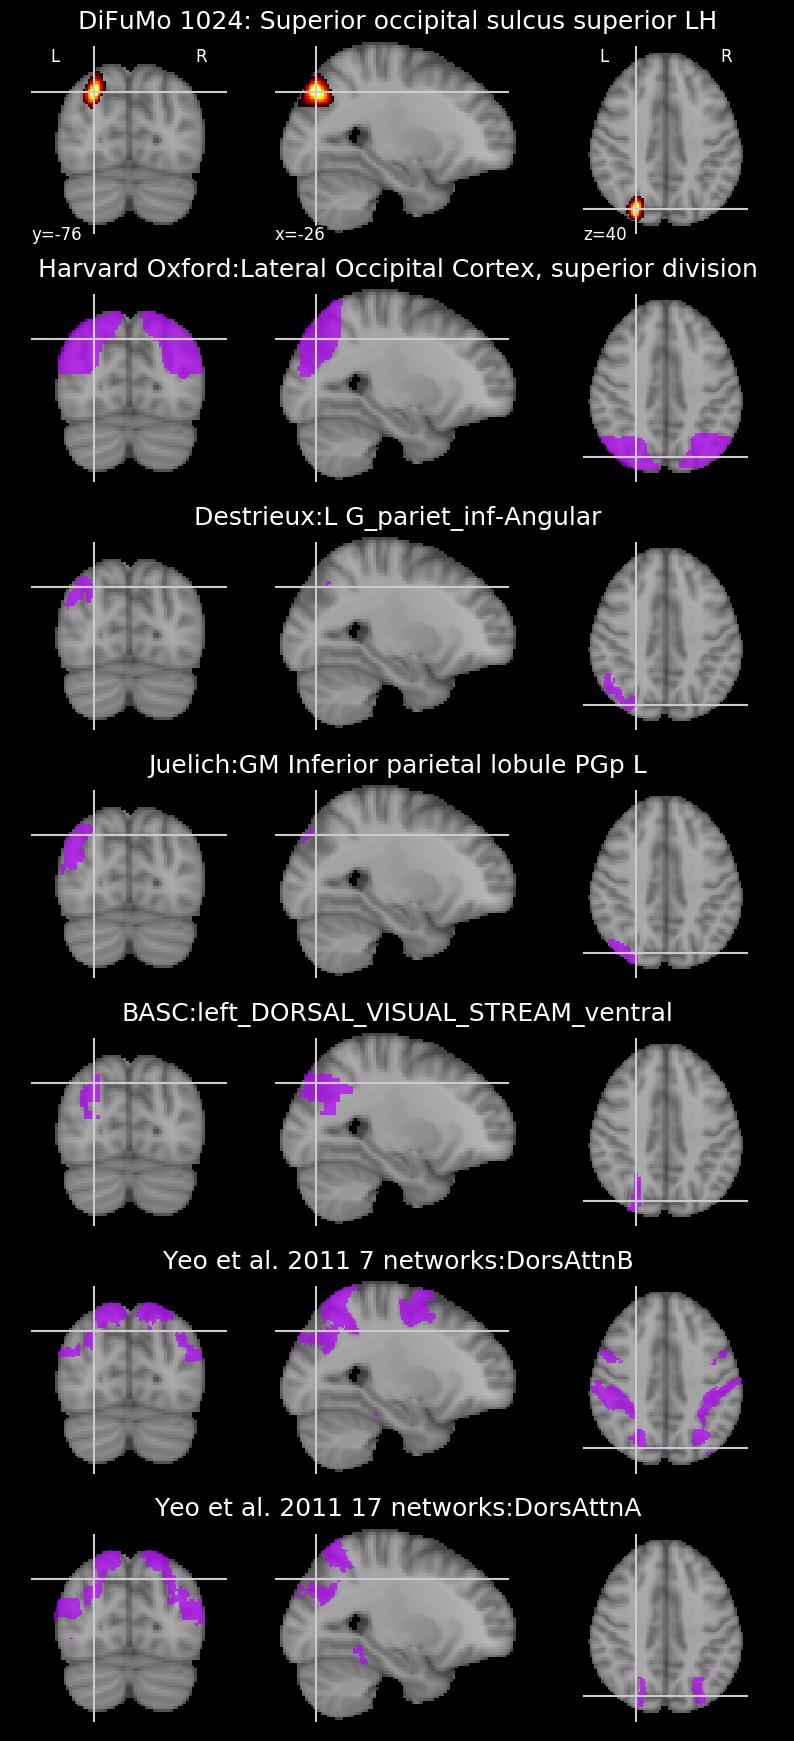 DiFuMo 1024: Superior occipital sulcus superior LH
L R L R
y=-76 x=-26 z=40
Harvard Oxford:Lateral Occipital Cortex, superior division
Destrieux:L G_pariet_inf-Angular
Juelich:GM Inferior parietal lobule PGp L
BASC:left_DORSAL_VISUAL_STREAM_ventral
Yeo et al. 2011 7 networks:DorsAttnB
Yeo et al. 2011 17 networks:DorsAttnA